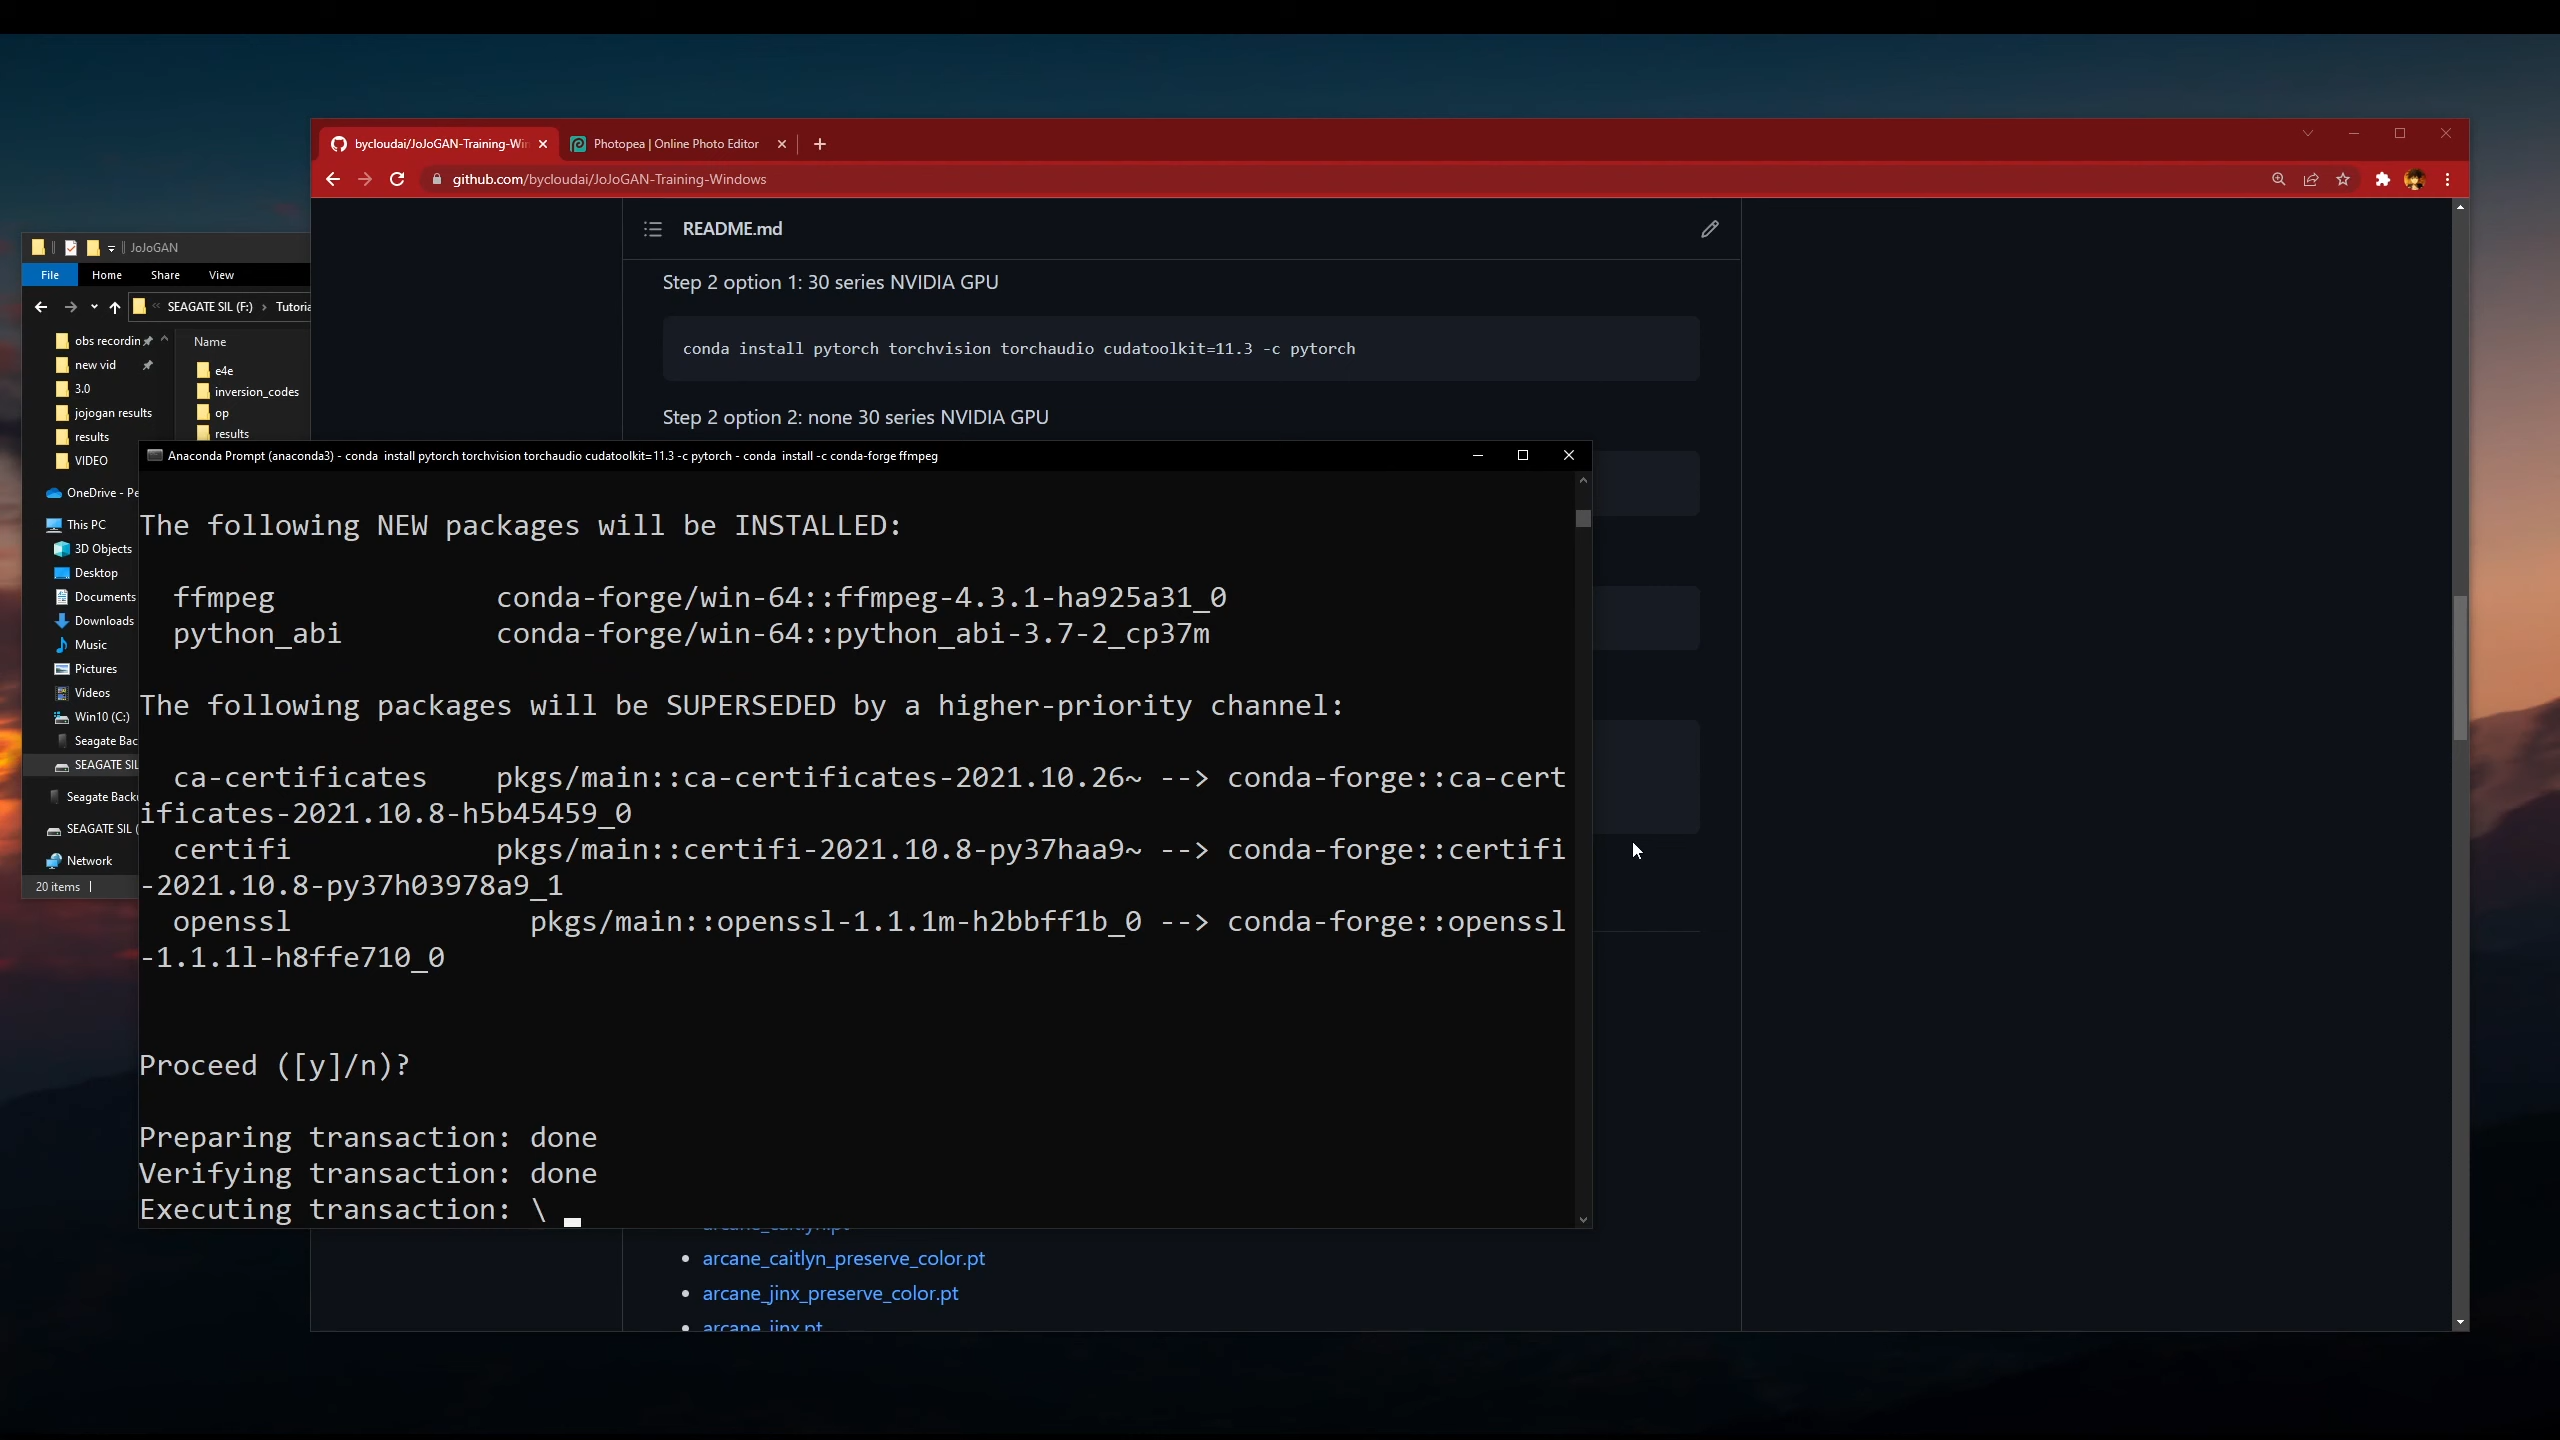 bycloudai/JoJoGAN-Training-Win
Photopea | Online Photo Editor
github.com/bycloudai/JoJoGAN-Training-Windows
README.md
Step 2 option 1: 30 series NVIDIA GPU
conda install pytorch torchvision torchaudio cudatoolkit=11.3 -c pytorch
Step 2 option 2: none 30 series NVIDIA GPU
JoJoGAN
File Home Share View
SEAGATE SIL (F:) > Tutoria
obs recordin
new vid
3.0
jojogan results
results
VIDEO
OneDrive - Pe
This PC
3D Objects
Desktop
Documents
Downloads
Music
Pictures
Videos
Win10 (C:)
Seagate Bac
SEAGATE SIL
Seagate Backu
SEAGATE SIL (
Network
20 items
Name
e4e
inversion_codes
op
results
Anaconda Prompt (anaconda3) - conda install pytorch torchvision torchaudio cudatoolkit=11.3 -c pytorch - conda install -c conda-forge ffmpeg
The following NEW packages will be INSTALLED:
ffmpeg conda-forge/win-64::ffmpeg-4.3.1-ha925a31_0
python_abi conda-forge/win-64::python_abi-3.7-2_cp37m
The following packages will be SUPERSEDED by a higher-priority channel:
ca-certificates pkgs/main::ca-certificates-2021.10.26~ --> conda-forge::ca-cert
ificates-2021.10.8-h5b45459_0
certifi pkgs/main::certifi-2021.10.8-py37haa9~ --> conda-forge::certifi
-2021.10.8-py37h03978a9_1
openssl pkgs/main::openssl-1.1.1m-h2bbff1b_0 --> conda-forge::openssl
-1.1.1l-h8ffe710_0
Proceed ([y]/n)?
Preparing transaction: done
Verifying transaction: done
Executing transaction: \
arcane_caitlyn_preserve_color.pt
arcane_jinx_preserve_color.pt
arcane_jinx.pt